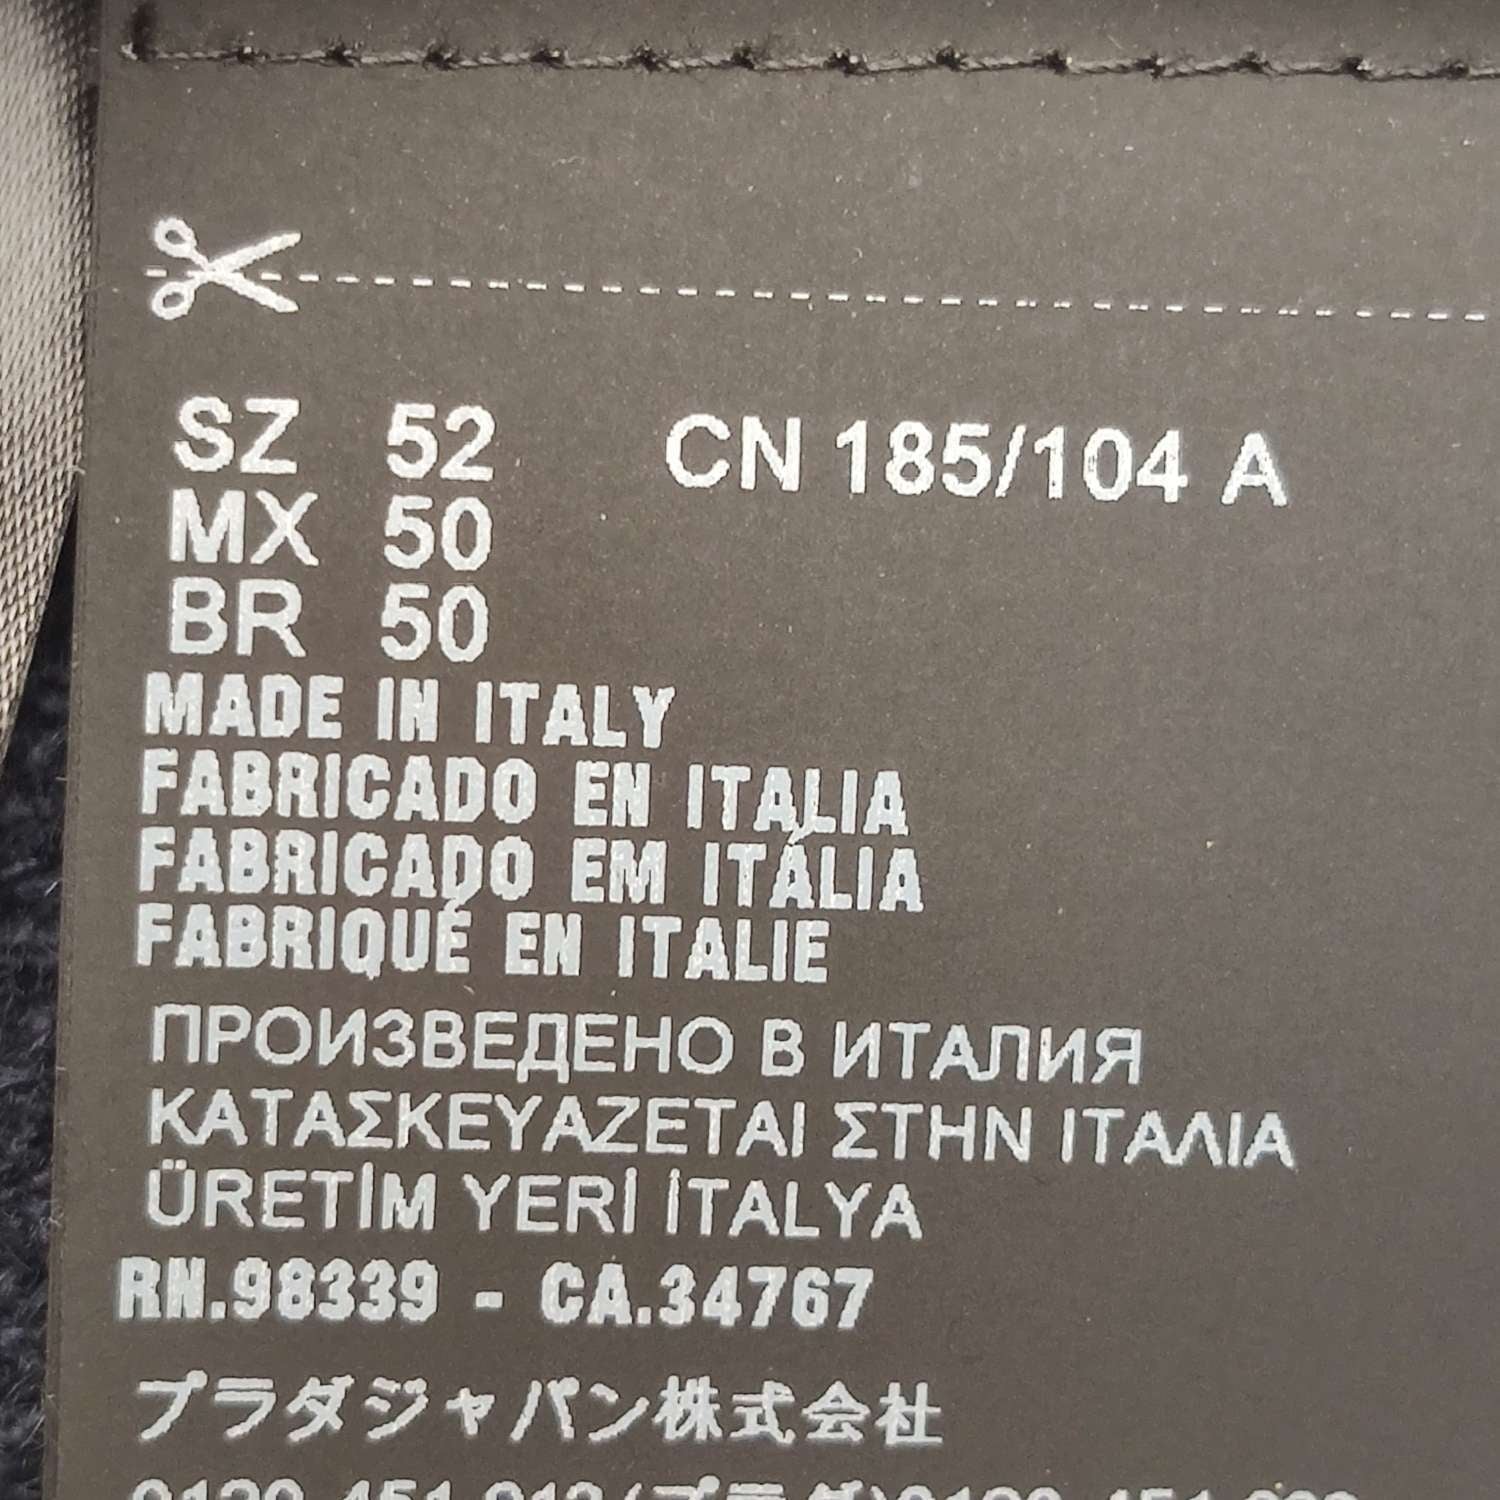 SZ 52 CN 185/104 A
MX 50
BR 50
MADE IN ITALY
FABRICADO EN ITALIA
FABRICADO EM ITÁLIA
FABRIQUÉ EN ITALIE
ПРОИЗВЕДЕНО В ИТАЛИЯ
ΚΑΤΑΣΚΕΥΑΖΕΤΑΙ ΣΤΗΝ ΙΤΑΛΙΑ
ÜRETİM YERİ İTALYA
RN.98339 - CA.34767
プラダジャパン株式会社